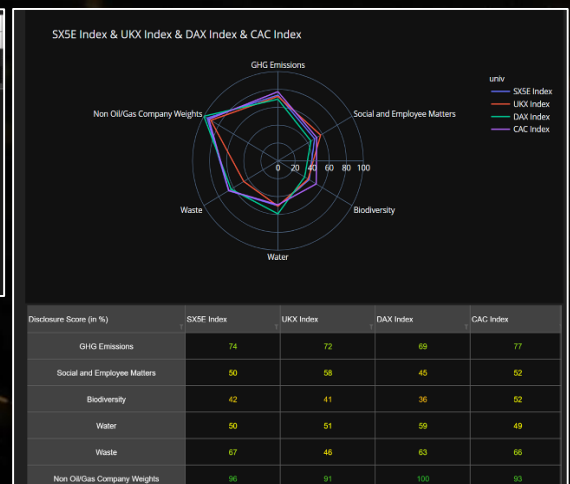 SX5E Index & UKX Index & DAX Index & CAC Index
GHG Emissions
univ
SX5E Index
UKX Index
DAX Index
CAC Index
Non Oil/Gas Company Weights
Social and Employee Matters
0 20 40 60 80 100
Waste
Biodiversity
Water
Disclosure Score (in %) SX5E Index UKX Index DAX Index CAC Index
GHG Emissions 74 72 69 77
Social and Employee Matters 50 58 45 52
Biodiversity 42 41 36 52
Water 50 51 59 49
Waste 67 46 63 66
Non Oil/Gas Company Weights 96 91 100 93